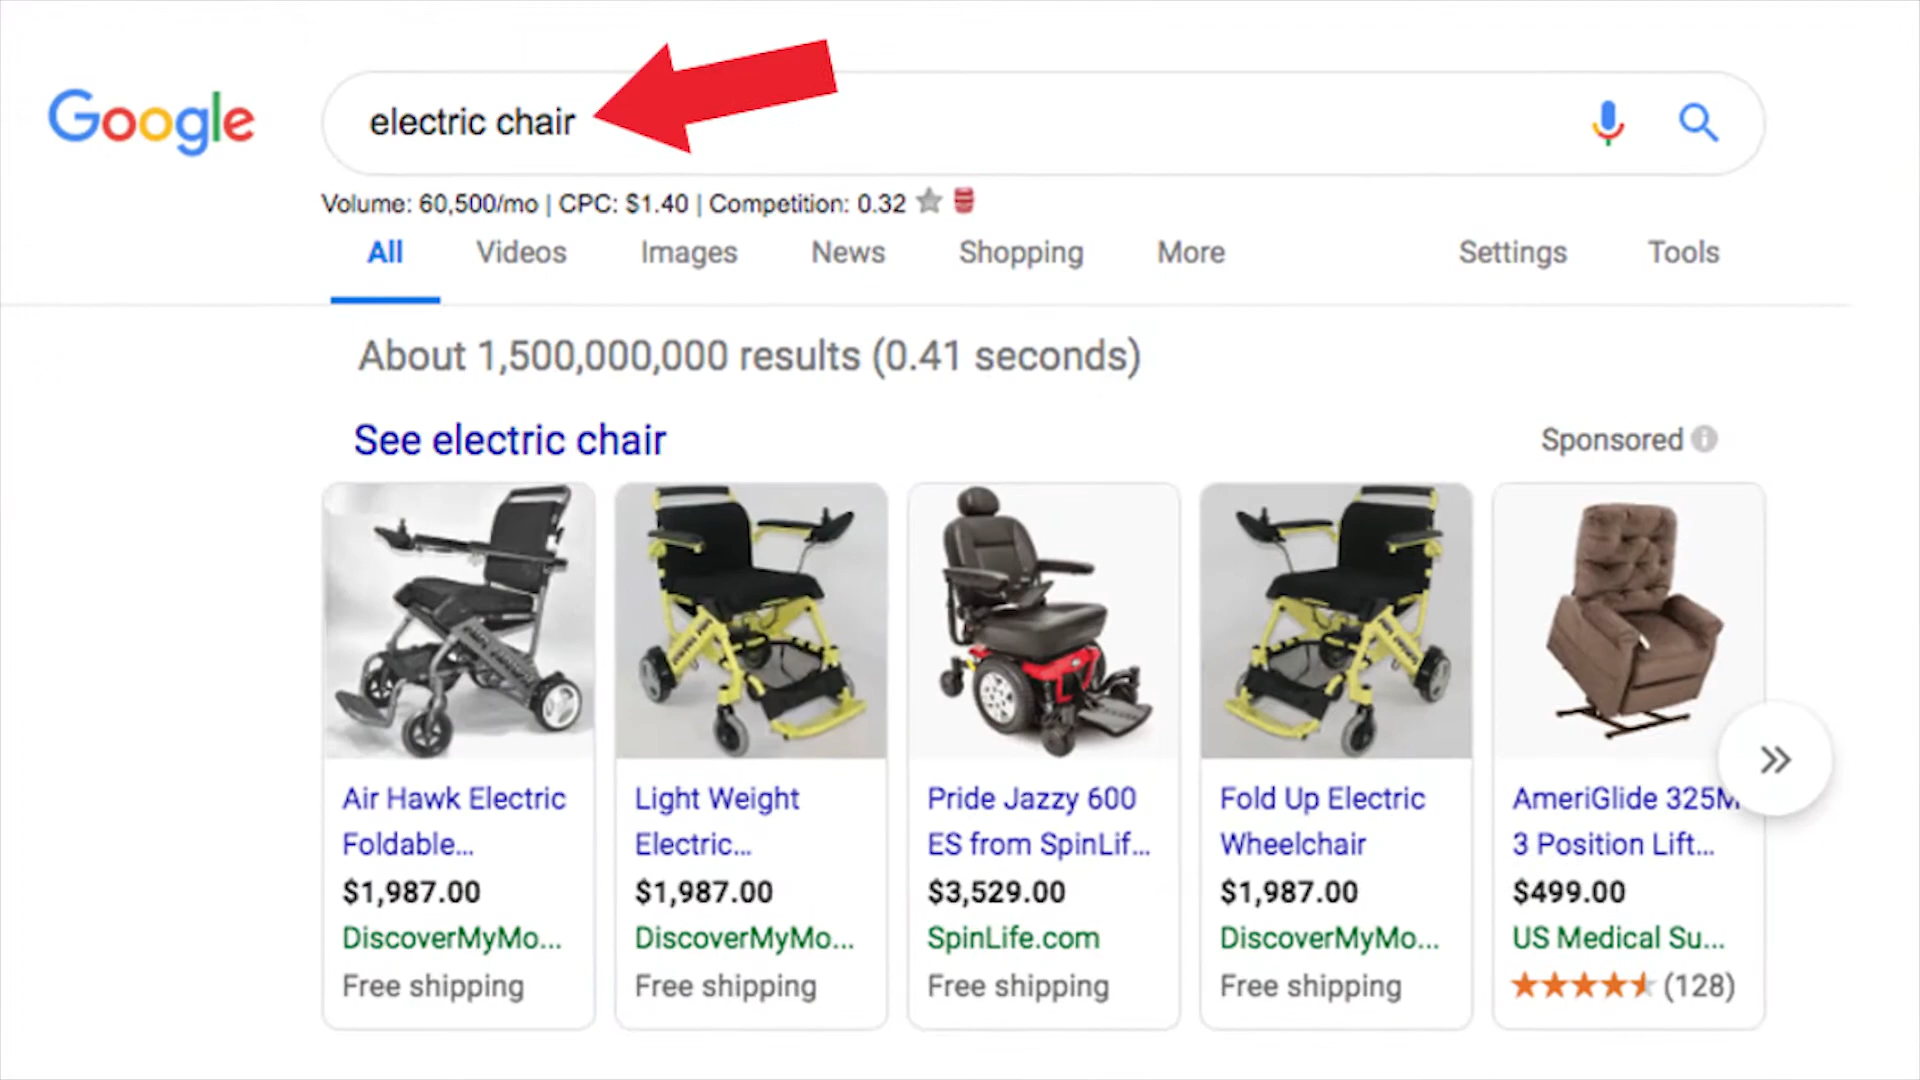 Google
electric chair
Volume: 60,500/mo | CPC: $1.40 | Competition: 0.32
All Videos Images News Shopping More Settings Tools
About 1,500,000,000 results (0.41 seconds)
See electric chair
Sponsored
Air Hawk Electric
Foldable...
$1,987.00
DiscoverMyMo...
Free shipping
Light Weight
Electric...
$1,987.00
DiscoverMyMo...
Free shipping
Pride Jazzy 600
ES from SpinLif...
$3,529.00
SpinLife.com
Free shipping
Fold Up Electric
Wheelchair
$1,987.00
DiscoverMyMo...
Free shipping
AmeriGlide 325M
3 Position Lift...
$499.00
US Medical Su...
(128)